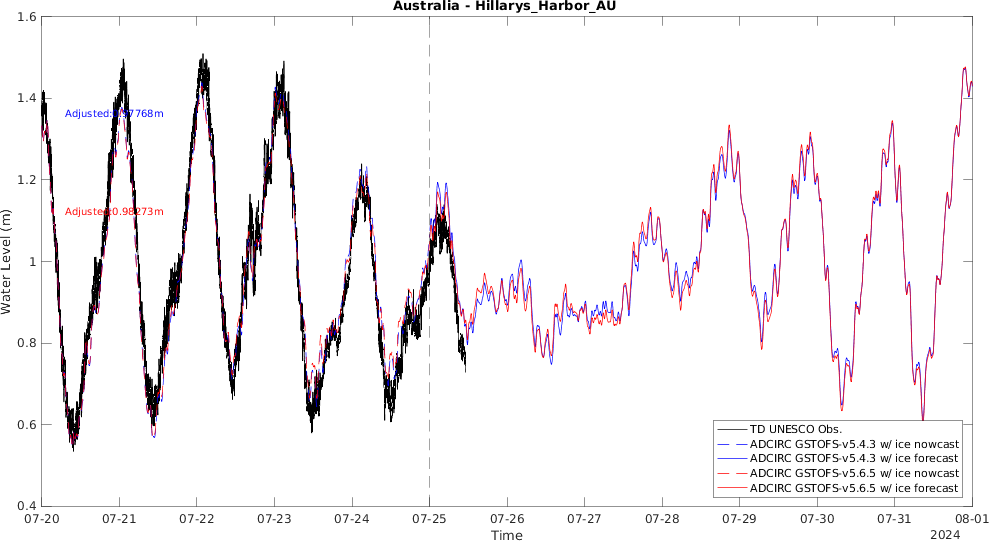 Australia - Hillarys_Harbor_AU
Water Level (m)
1.6
1.4
1.2
1
0.8
0.6
0.4
Adjusted:0.97768m
Adjusted:0.98273m
TD UNESCO Obs.
ADCIRC GSTOFS-v5.4.3 w/ ice nowcast
ADCIRC GSTOFS-v5.4.3 w/ ice forecast
ADCIRC GSTOFS-v5.6.5 w/ ice nowcast
ADCIRC GSTOFS-v5.6.5 w/ ice forecast
07-20 07-21 07-22 07-23 07-24 07-25 07-26 07-27 07-28 07-29 07-30 07-31 08-01
Time
2024